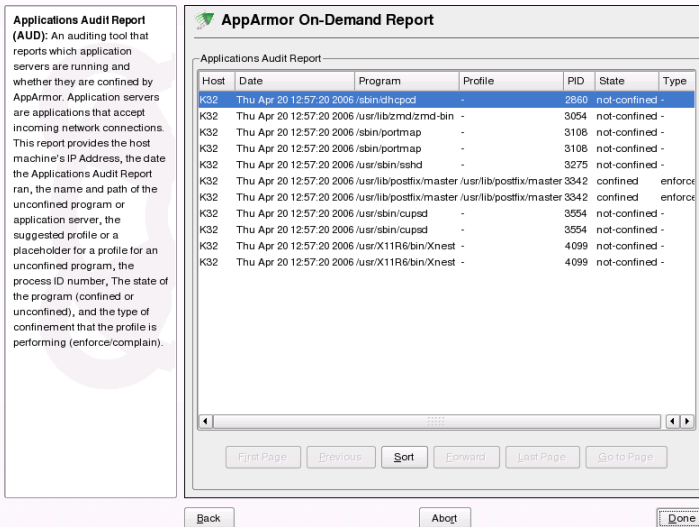 Applications Audit Report
(AUD): An auditing tool that
reports which application
servers are running and
whether they are confined by
AppArmor. Application servers
are applications that accept
incoming network connections.
This report provides the host
machine's IP Address, the date
the Applications Audit Report
ran, the name and path of the
unconfined program or
application server, the
suggested profile or a
placeholder for a profile for an
unconfined program, the
process ID number, The state of
the program (confined or
unconfined), and the type of
confinement that the profile is
performing (enforce/complain).
AppArmor On-Demand Report
Applications Audit Report
Host Date Program Profile PID State Type
K32 Thu Apr 20 12:57:20 2006 /sbin/dhcpcd - 2860 not-confined -
K32 Thu Apr 20 12:57:20 2006 /usr/lib/zmd/zmd-bin - 3054 not-confined -
K32 Thu Apr 20 12:57:20 2006 /sbin/portmap - 3108 not-confined -
K32 Thu Apr 20 12:57:20 2006 /sbin/portmap - 3108 not-confined -
K32 Thu Apr 20 12:57:20 2006 /usr/sbin/sshd - 3275 not-confined -
K32 Thu Apr 20 12:57:20 2006 /usr/lib/postfix/master /usr/lib/postfix/master 3342 confined enforce
K32 Thu Apr 20 12:57:20 2006 /usr/lib/postfix/master /usr/lib/postfix/master 3342 confined enforce
K32 Thu Apr 20 12:57:20 2006 /usr/sbin/cupsd - 3554 not-confined -
K32 Thu Apr 20 12:57:20 2006 /usr/sbin/cupsd - 3554 not-confined -
K32 Thu Apr 20 12:57:20 2006 /usr/X11R6/bin/Xnest - 4099 not-confined -
K32 Thu Apr 20 12:57:20 2006 /usr/X11R6/bin/Xnest - 4099 not-confined -
First Page Previous Sort Forward Last Page Go to Page
Back Abort Done